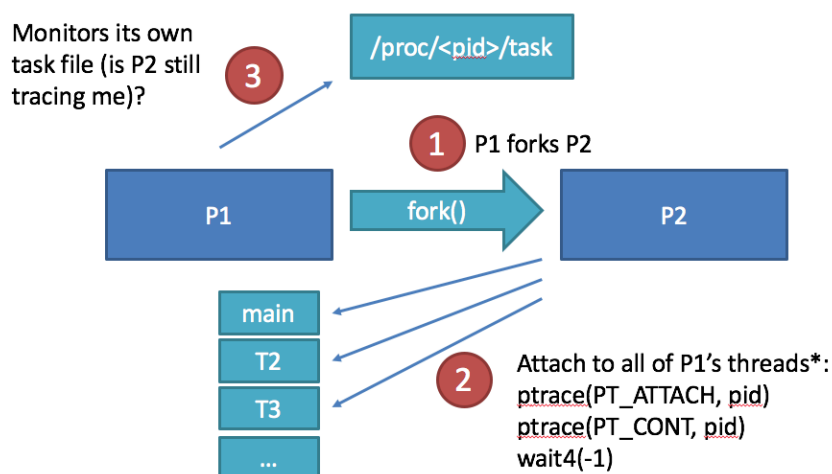 Monitors its own
task file (is P2 still
tracing me)?
3
/proc/<pid>/task
1
P1 forks P2
P1
fork()
P2
main
T2
T3
...
2
Attach to all of P1’s threads*:
ptrace(PT_ATTACH, pid)
ptrace(PT_CONT, pid)
wait4(-1)